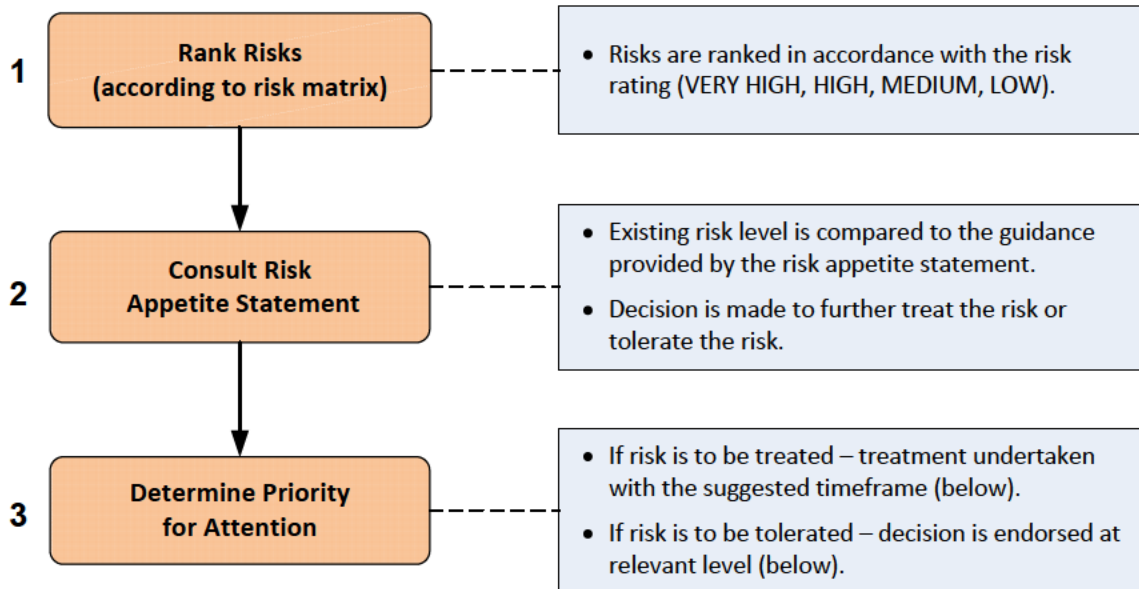 1
Rank Risks
(according to risk matrix)
• Risks are ranked in accordance with the risk
rating (VERY HIGH, HIGH, MEDIUM, LOW).
2
Consult Risk
Appetite Statement
• Existing risk level is compared to the guidance
provided by the risk appetite statement.
• Decision is made to further treat the risk or
tolerate the risk.
3
Determine Priority
for Attention
• If risk is to be treated – treatment undertaken
with the suggested timeframe (below).
• If risk is to be tolerated – decision is endorsed at
relevant level (below).